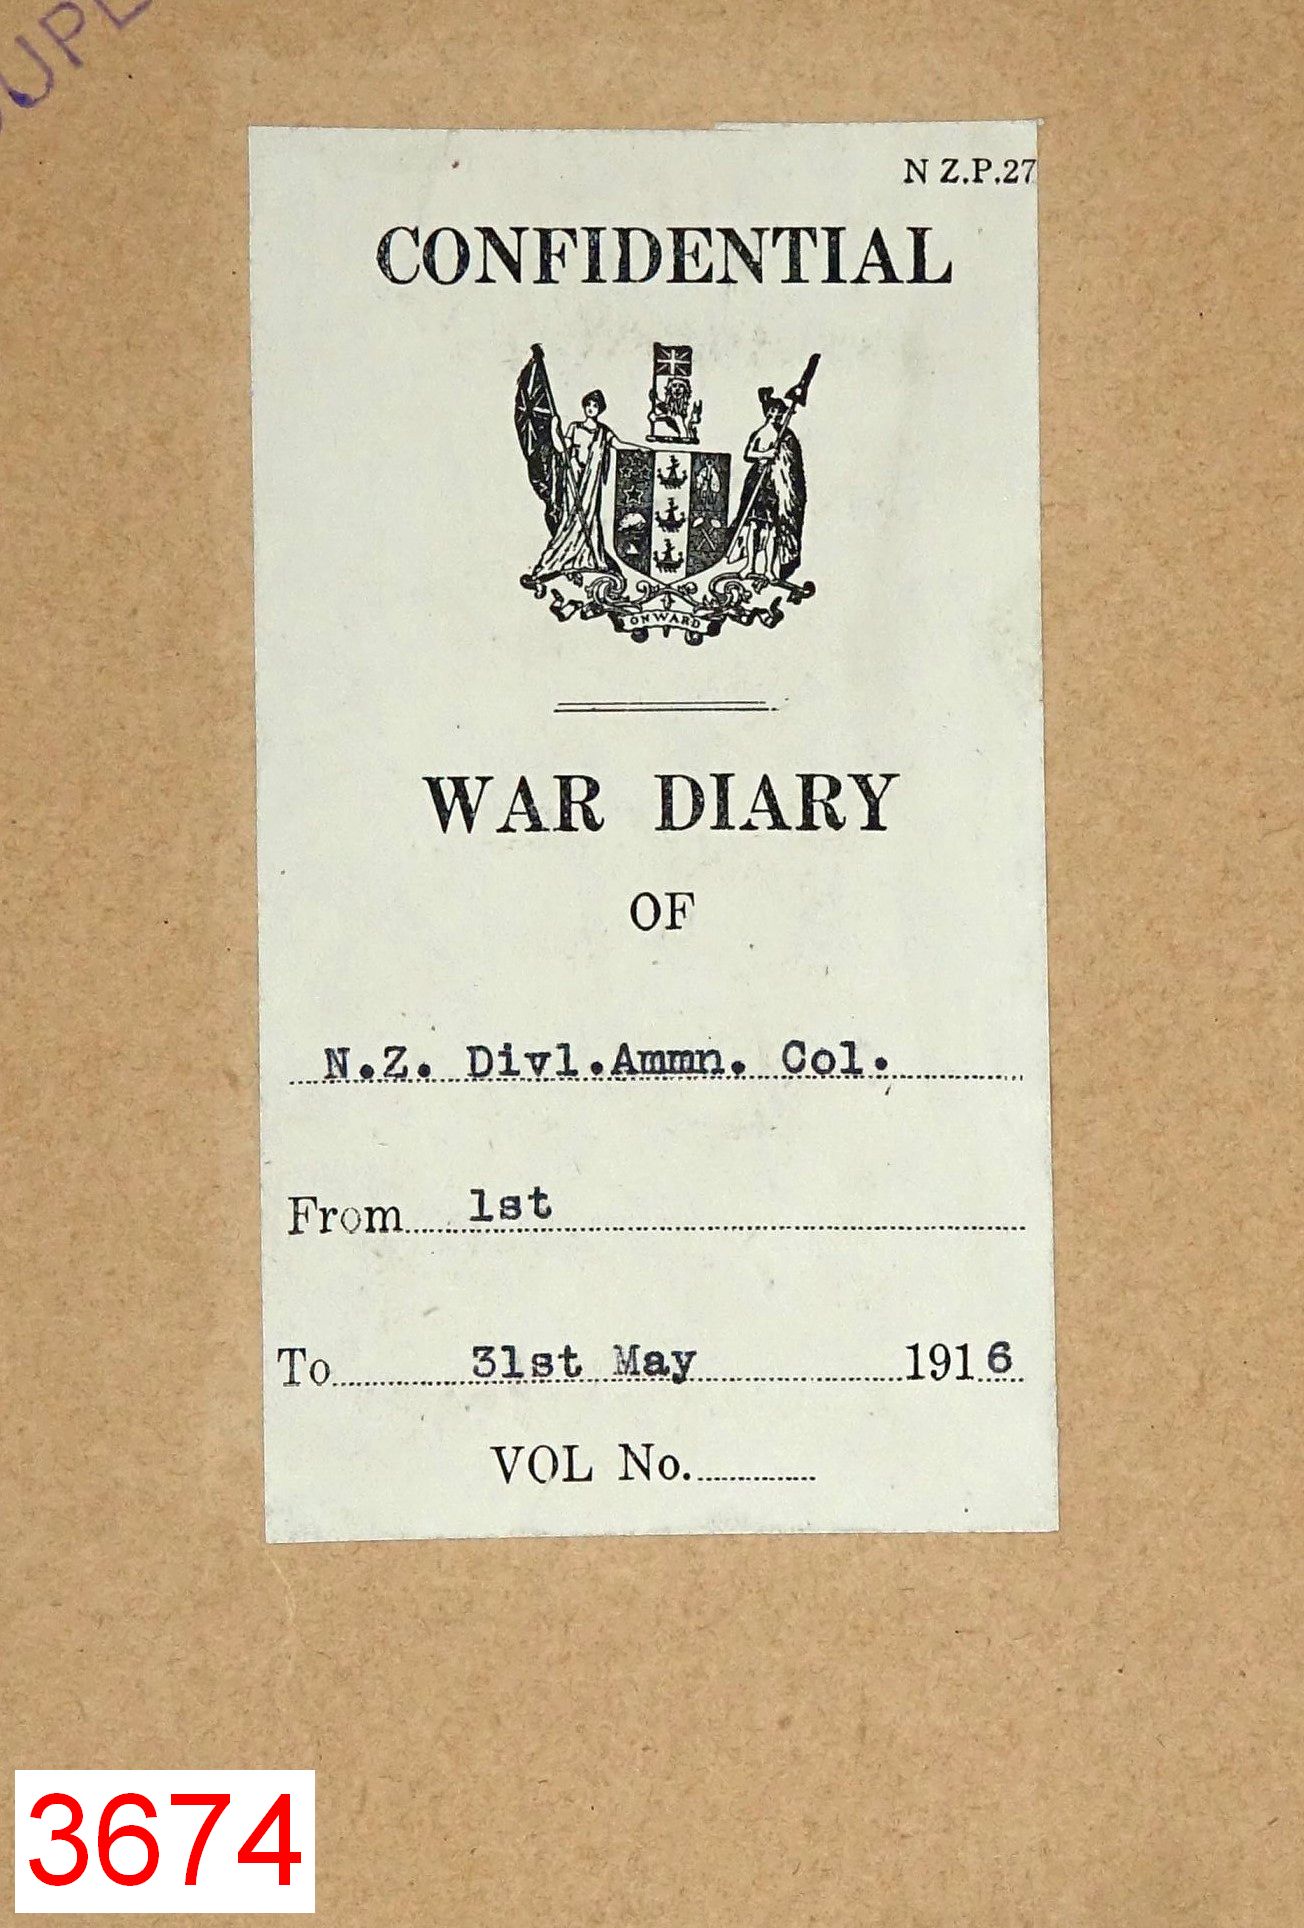 N Z.P.27
CONFIDENTIAL
ONWARD
WAR DIARY
OF
N.Z. Divl.Ammn. Col.
From 1st
To 31st May 1916
VOL No.
3674